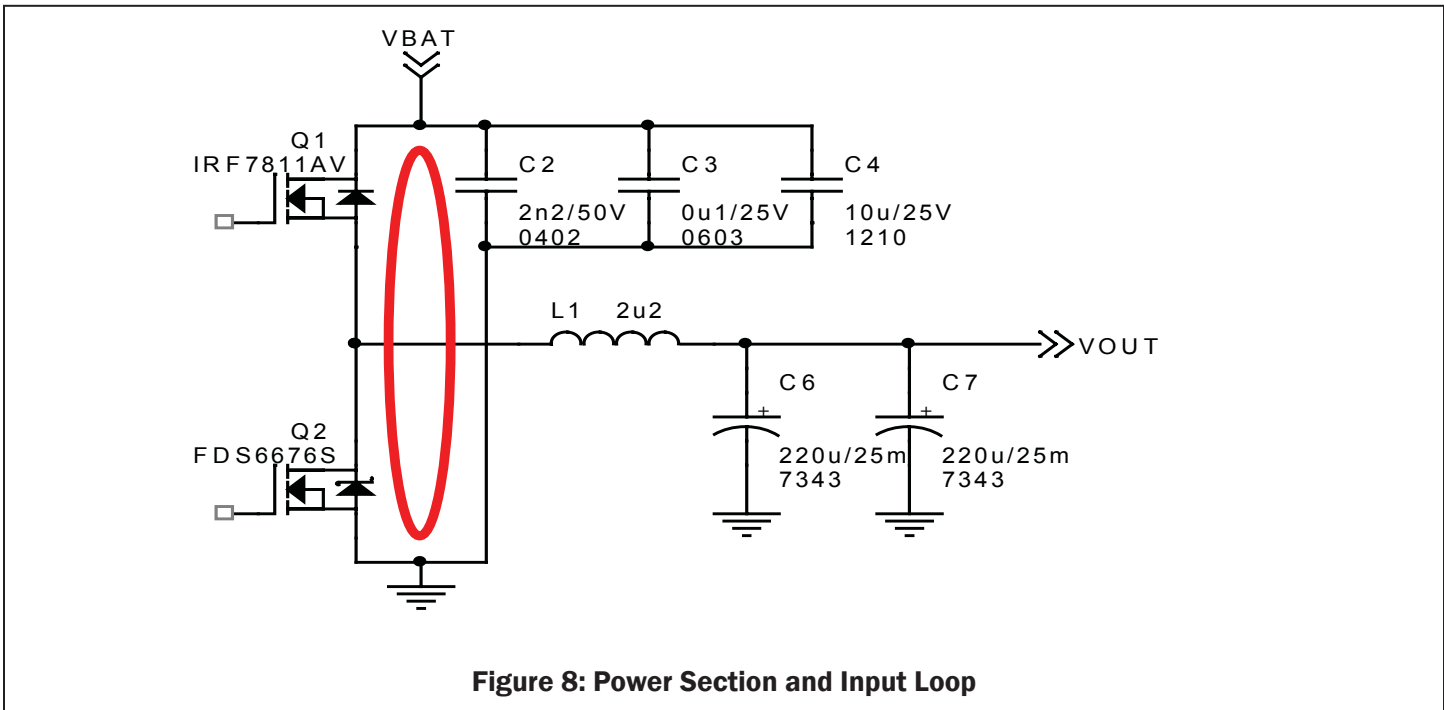 VBAT
Q1
IRF7811AV
C2
2n2/50V
0402
C3
0u1/25V
0603
C4
10u/25V
1210
L1 2u2
VOUT
C6
+
220u/25m
7343
C7
+
220u/25m
7343
Q2
FDS6676S
Figure 8: Power Section and Input Loop